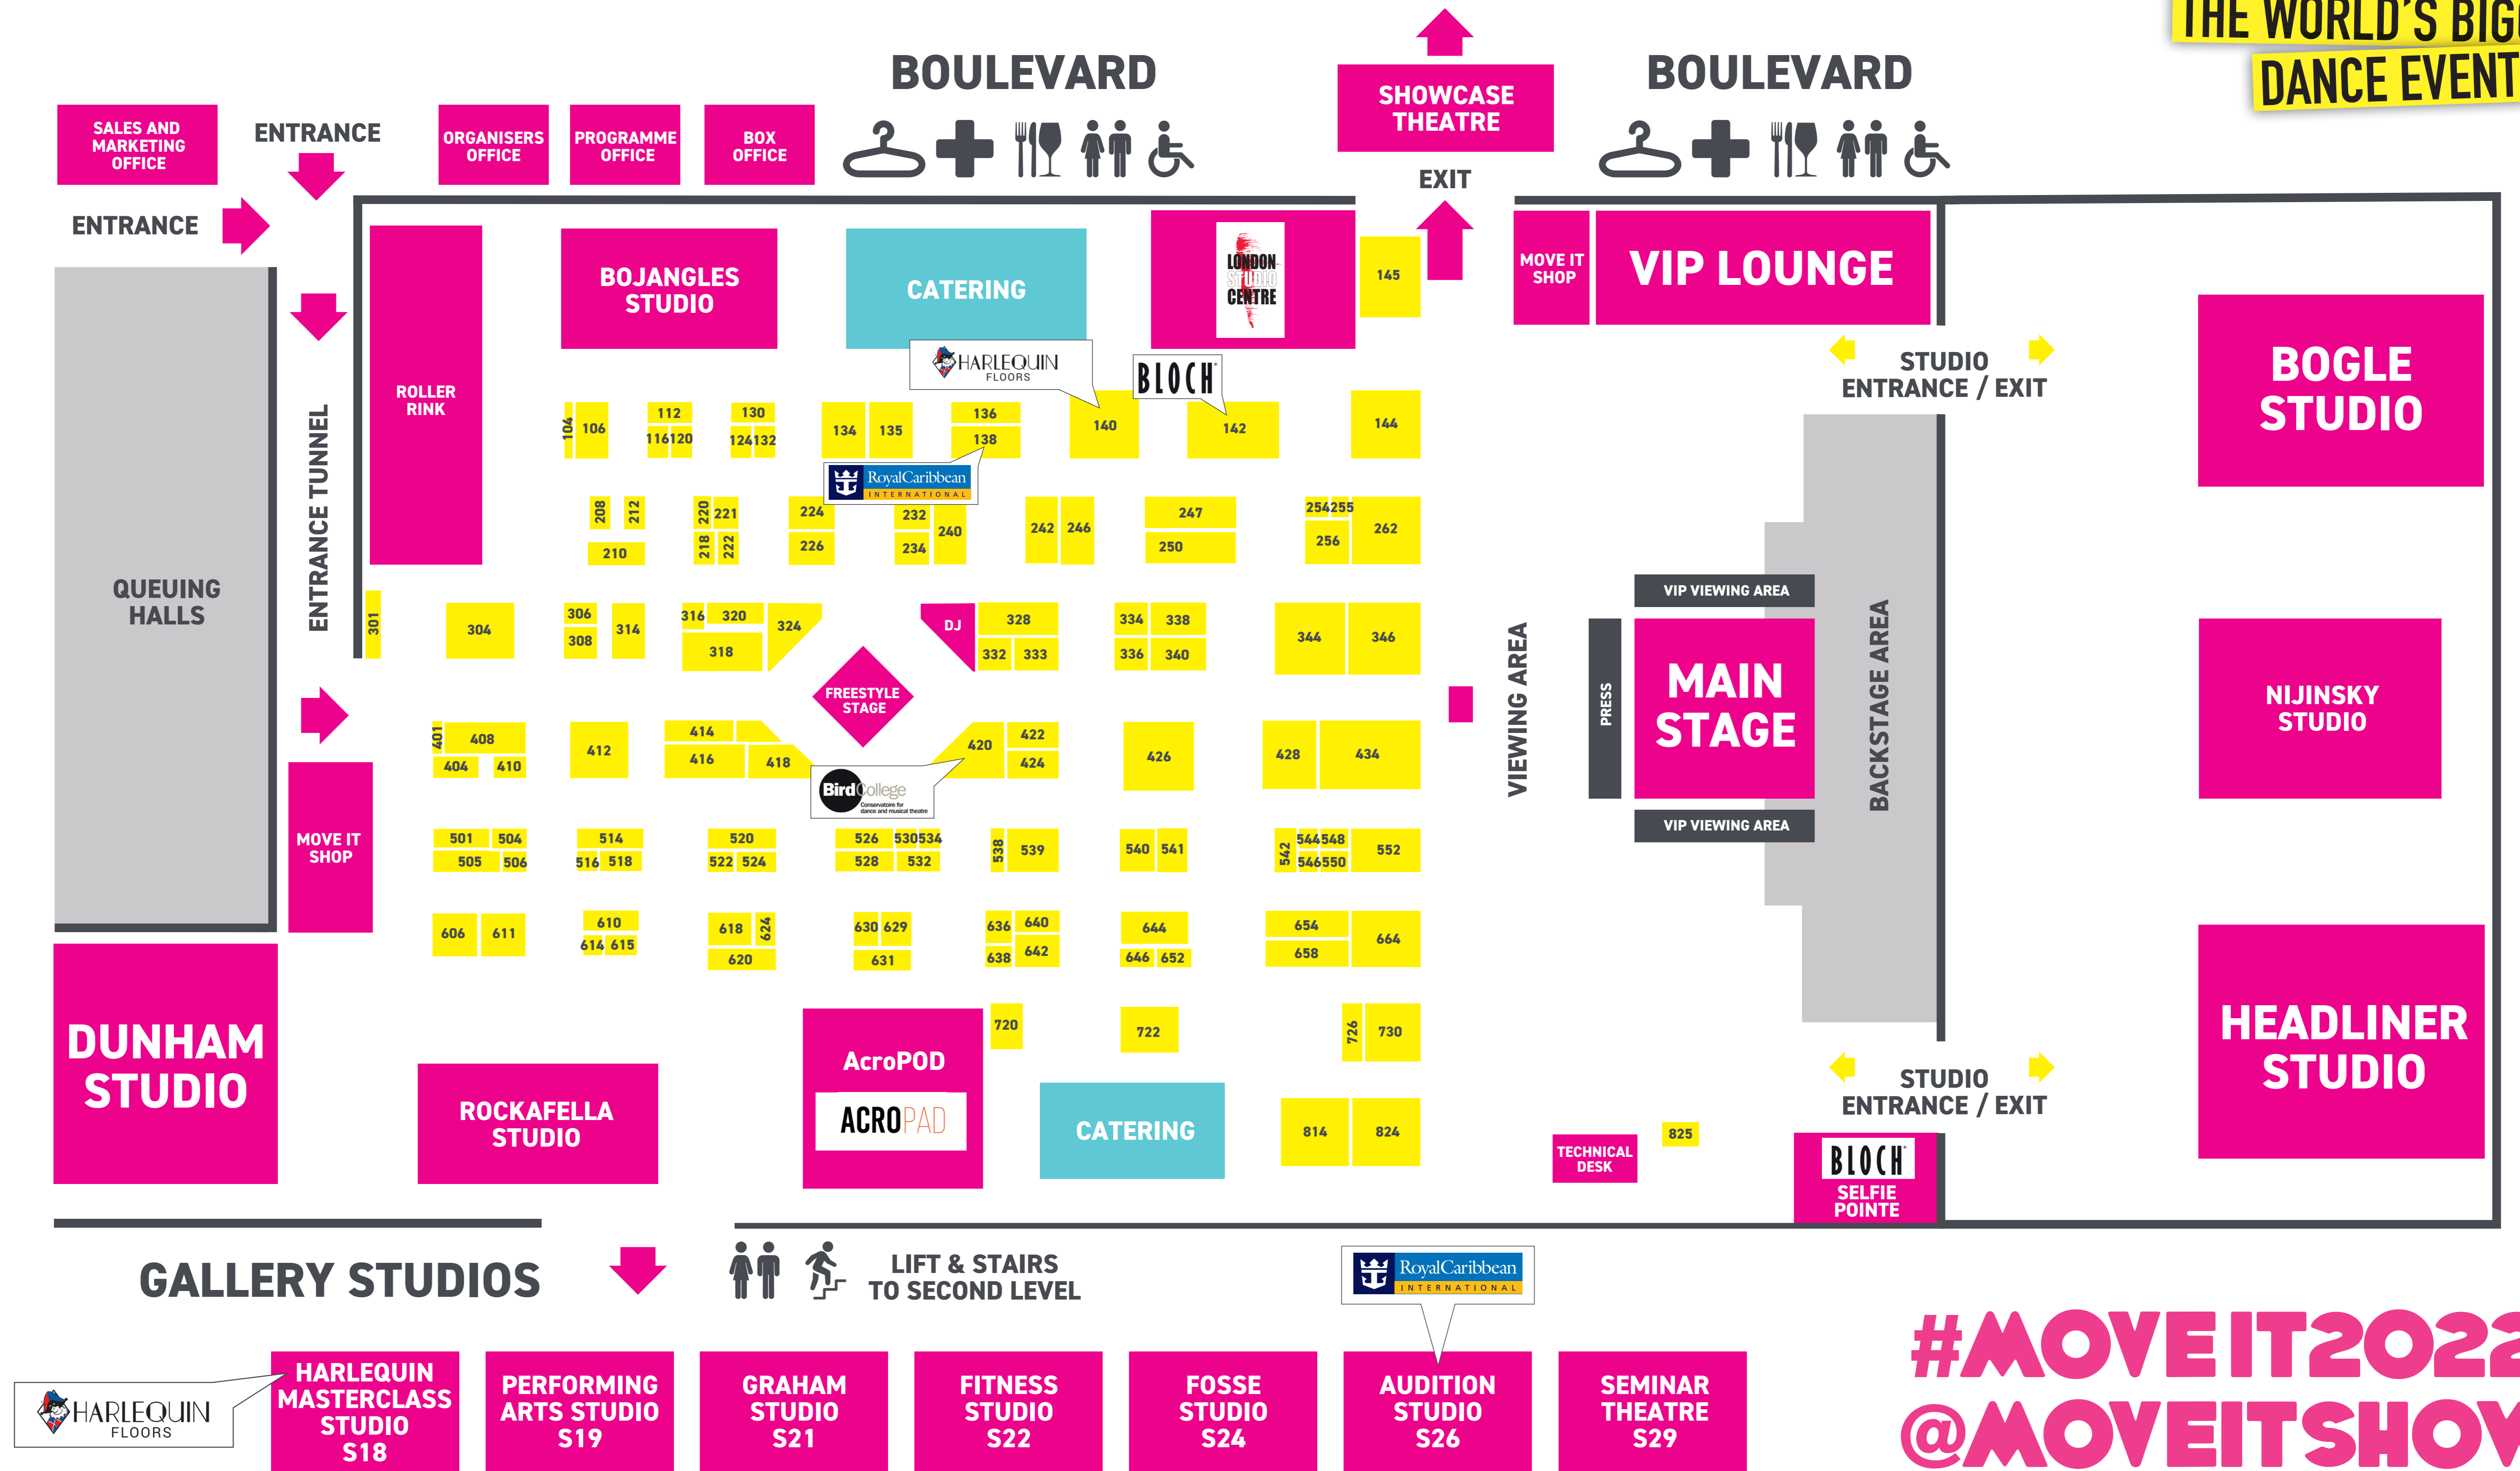 THE WORLD'S BIG
DANCE EVENT
BOULEVARD
BOULEVARD
SHOWCASE
THEATRE
EXIT
SALES AND
MARKETING
OFFICE
ENTRANCE
ORGANISERS
OFFICE
PROGRAMME
OFFICE
BOX
OFFICE
ENTRANCE
ENTRANCE TUNNEL
QUEUING
HALLS
ROLLER
RINK
BOJANGLES
STUDIO
CATERING
LONDON
STUDIO
CENTRE
145
MOVE IT
SHOP
VIP LOUNGE
STUDIO
ENTRANCE / EXIT
BOGLE
STUDIO
HARLEQUIN
FLOORS
BLOCH
104
106
112
116
120
130
124
132
134
135
136
138
140
142
144
RoyalCaribbean
INTERNATIONAL
208
212
210
220
221
218
222
224
226
232
234
240
242
246
247
250
254
255
256
262
301
304
306
308
314
316
320
318
324
DJ
328
332
333
334
338
336
340
344
346
FREESTYLE
STAGE
VIEWING AREA
PRESS
VIP VIEWING AREA
MAIN
STAGE
VIP VIEWING AREA
BACKSTAGE AREA
NIJINSKY
STUDIO
401
408
404
410
412
414
416
418
420
422
424
426
428
434
BirdCollege
Conservatoire for
dance and musical theatre
MOVE IT
SHOP
501
504
505
506
514
516
518
520
522
524
526
530
534
528
532
538
539
540
541
542
544
548
546
550
552
606
611
610
614
615
618
624
620
630
629
631
636
640
638
642
644
646
652
654
658
664
DUNHAM
STUDIO
ROCKAFELLA
STUDIO
AcroPOD
ACROPAD
720
722
726
730
CATERING
814
824
825
TECHNICAL
DESK
STUDIO
ENTRANCE / EXIT
BLOCH
SELFIE
POINTE
HEADLINER
STUDIO
GALLERY STUDIOS
LIFT & STAIRS
TO SECOND LEVEL
RoyalCaribbean
INTERNATIONAL
HARLEQUIN
FLOORS
HARLEQUIN
MASTERCLASS
STUDIO
S18
PERFORMING
ARTS STUDIO
S19
GRAHAM
STUDIO
S21
FITNESS
STUDIO
S22
FOSSE
STUDIO
S24
AUDITION
STUDIO
S26
SEMINAR
THEATRE
S29
#MOVEIT2022
@MOVEITSHOW